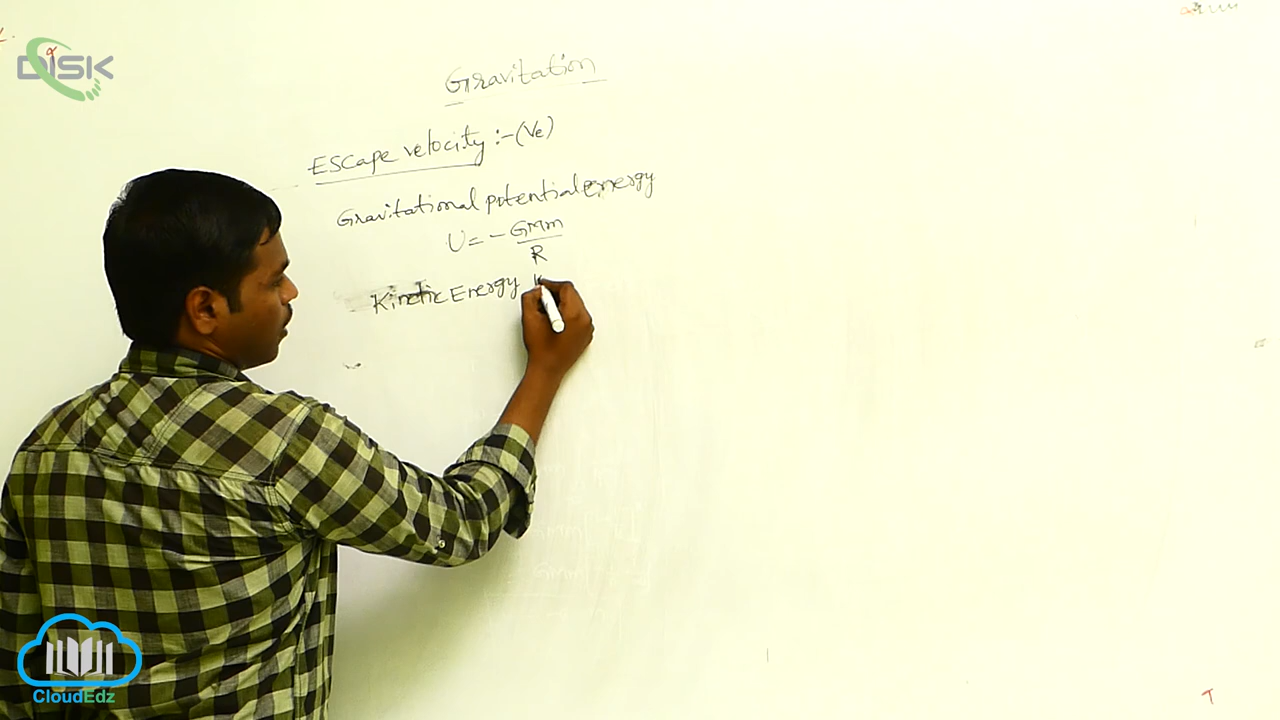 DISK
Gravitation
Escape velocity :- (Ve)
Gravitational potential energy
U = - GMm
R
Kinetic Energy K
CloudEdz
T